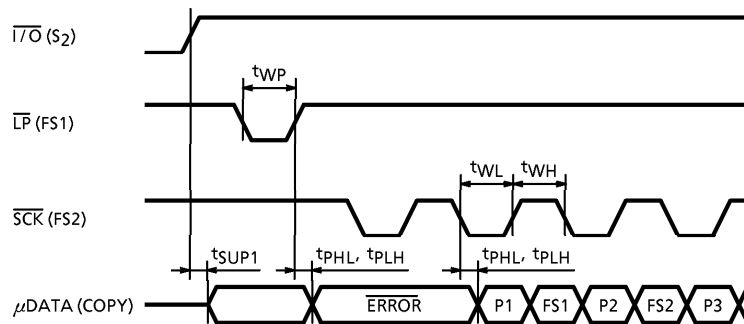 I/O (S2)
tWP
LP (FS1)
tWL tWH
SCK (FS2)
tSUP1 tPHL, tPLH tPHL, tPLH
μDATA (COPY) ERROR P1 FS1 P2 FS2 P3